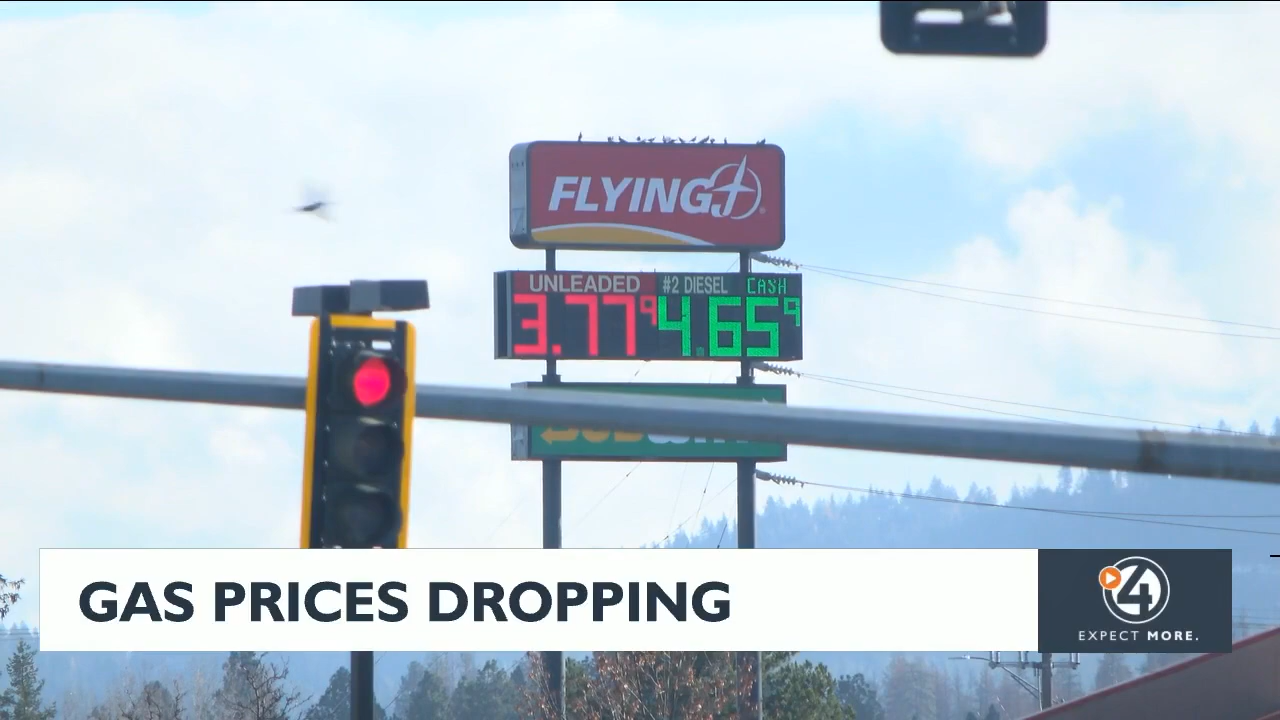 FLYING J
UNLEADED #2 DIESEL CASH
3.77⁹ 4.65⁹
GAS PRICES DROPPING
4
EXPECT MORE.